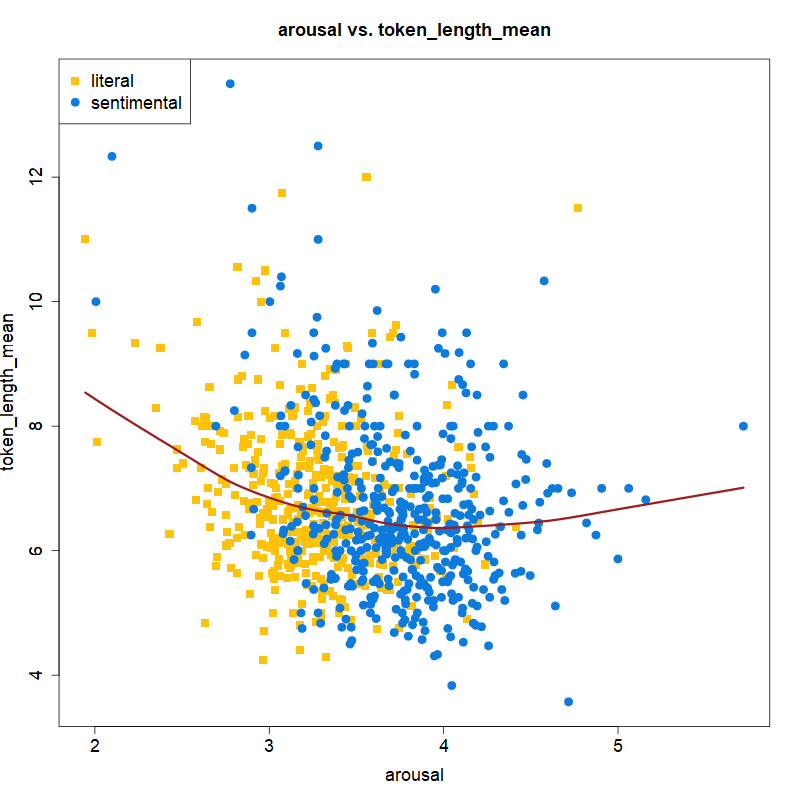 arousal vs. token_length_mean
literal
sentimental
token_length_mean
12
10
8
6
4
2
3
4
5
arousal